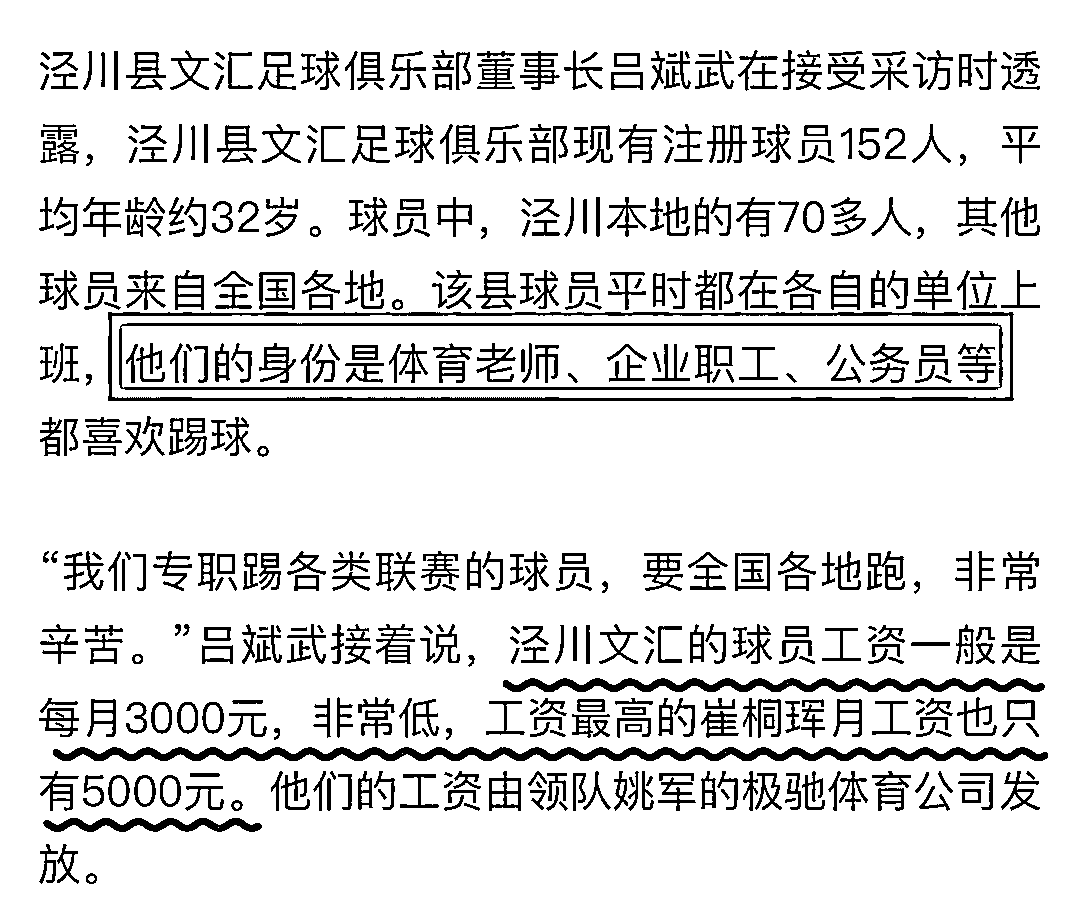 泾川县文汇足球俱乐部董事长吕斌武在接受采访时透
露，泾川县文汇足球俱乐部现有注册球员152人，平
均年龄约32岁。球员中，泾川本地的有70多人，其他
球员来自全国各地。该县球员平时都在各自的单位上
班，他们的身份是体育老师、企业职工、公务员等
都喜欢踢球。
“我们专职踢各类联赛的球员，要全国各地跑，非常
辛苦。”吕斌武接着说，泾川文汇的球员工资一般是
每月3000元，非常低，工资最高的崔桐珲月工资也只
有5000元。他们的工资由领队姚军的极驰体育公司发
放。